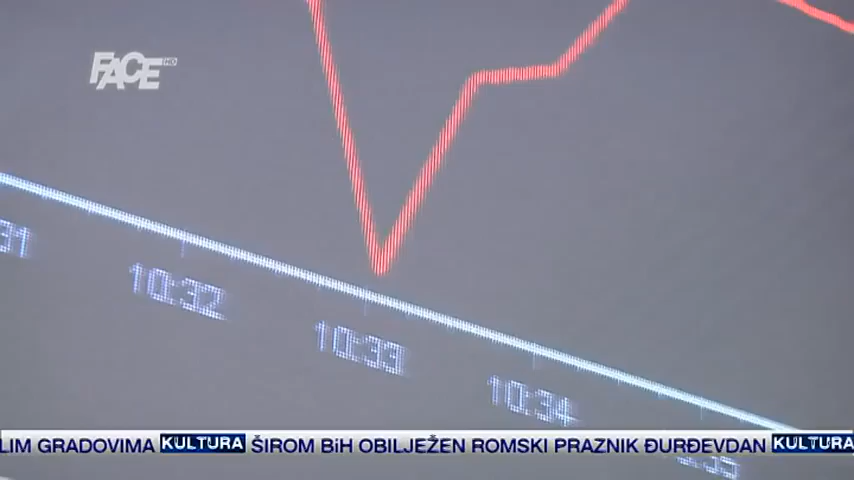 FACE HD
31
10:32
10:33
10:34
LIM GRADOVIMA KULTURA ŠIROM BiH OBILJEŽEN ROMSKI PRAZNIK ĐURĐEVDAN KULTURA